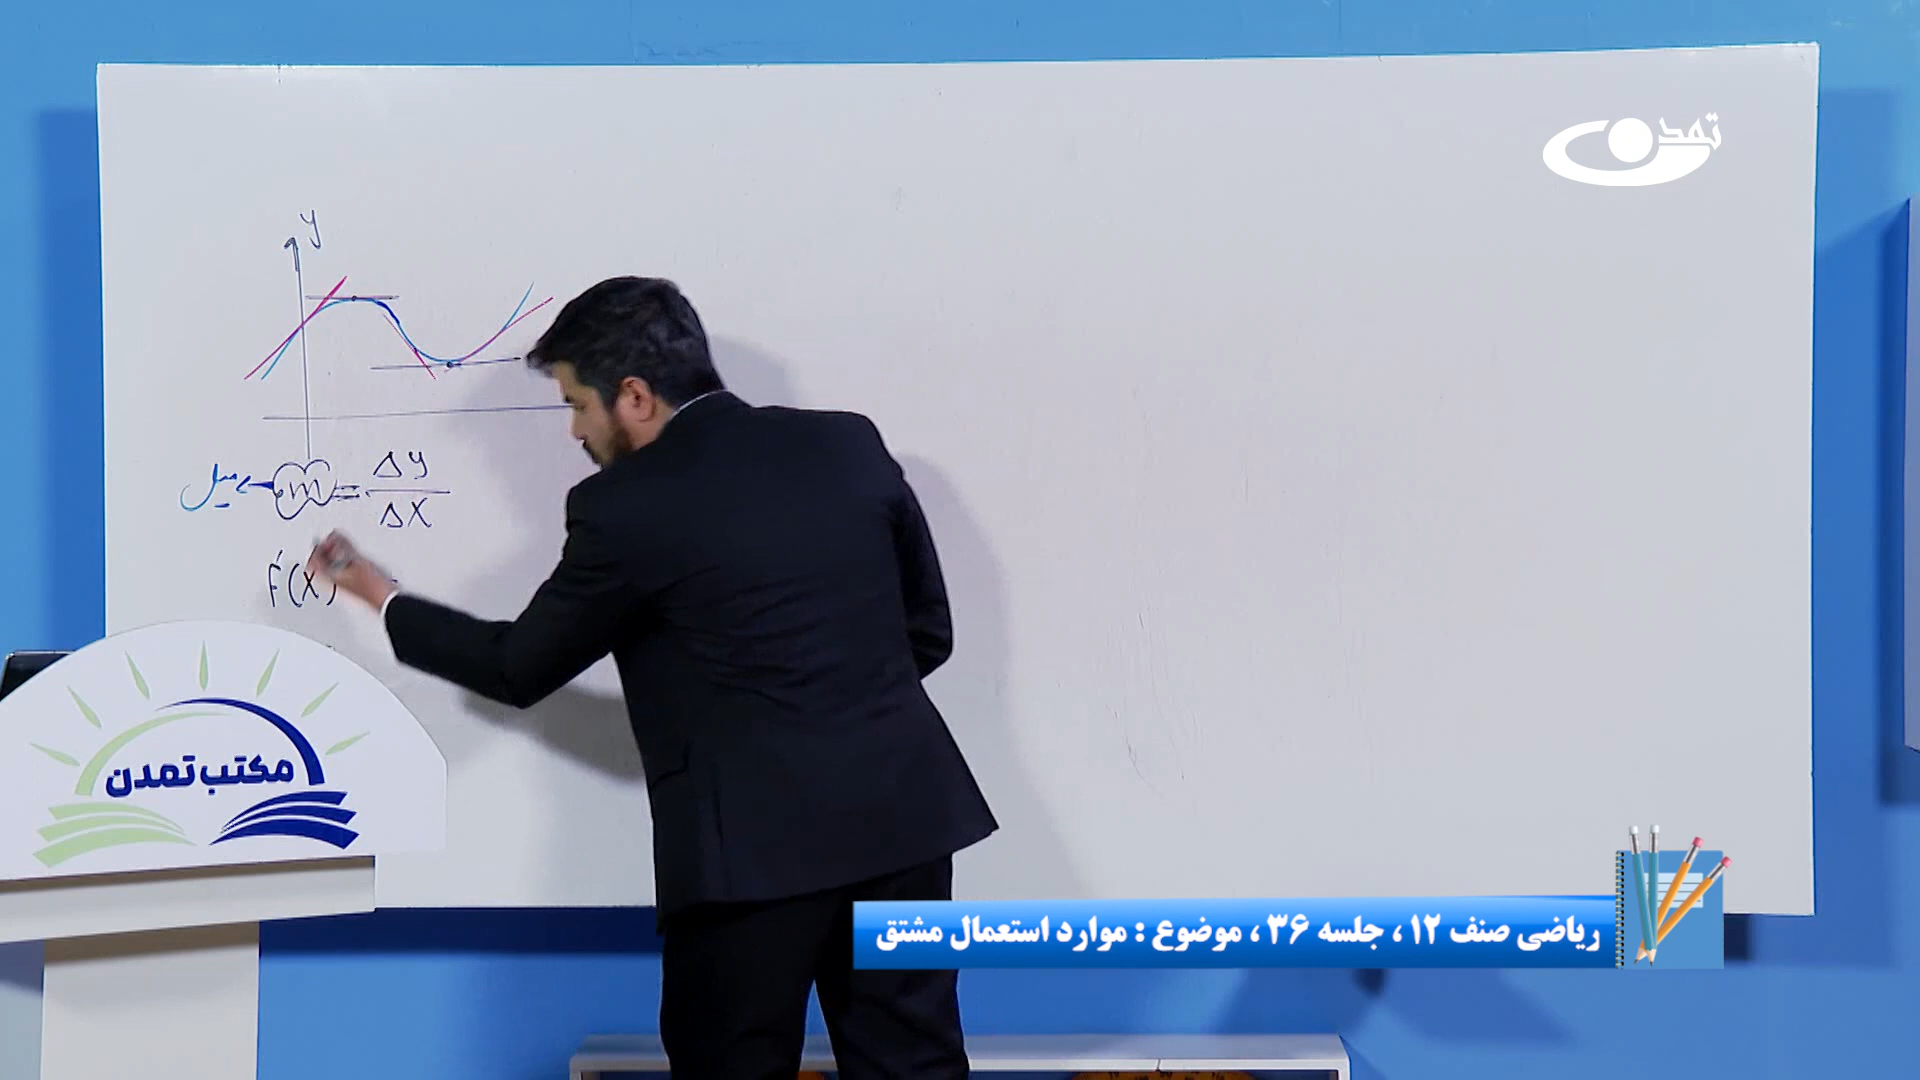 تمدن
y
میل m = Δy
Δx
f'(x)
مکتب تمدن
ریاضی صنف ۱۲ ، جلسه ۳۶ ، موضوع : موارد استعمال مشتق